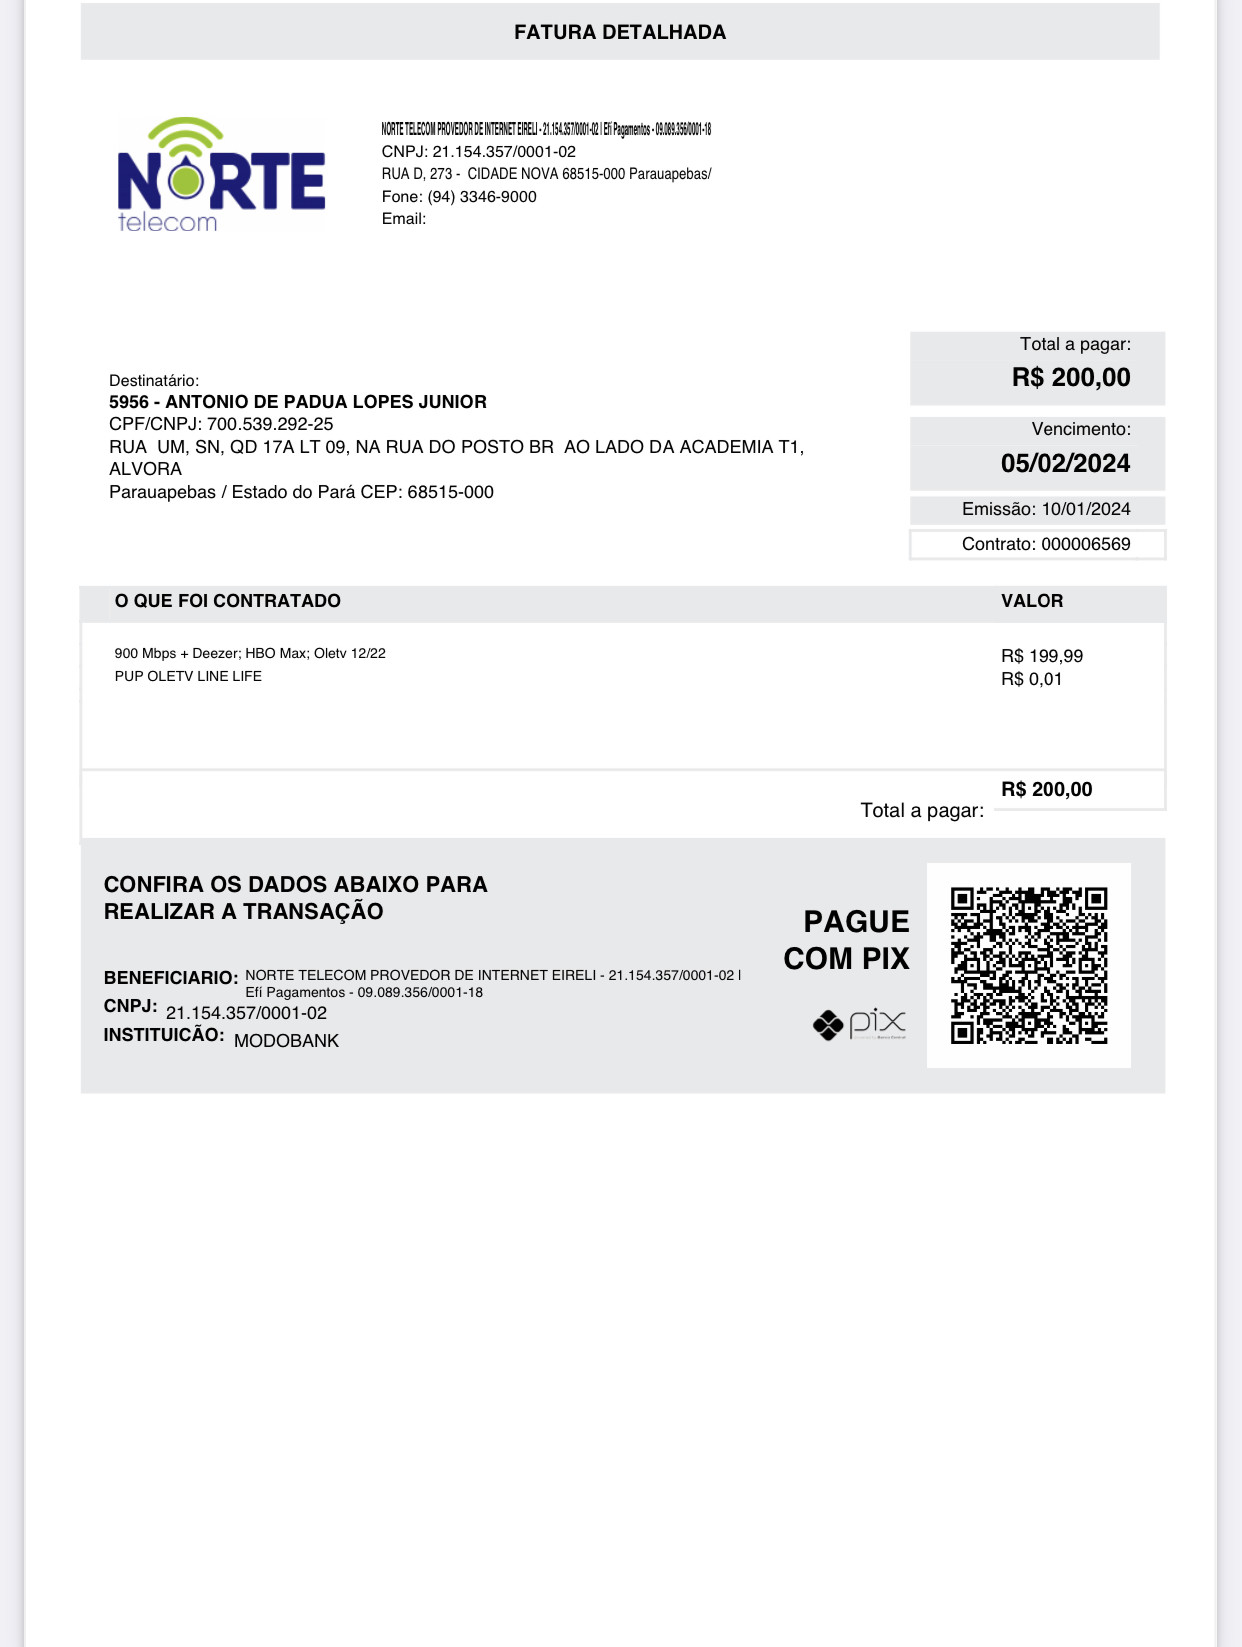 FATURA DETALHADA
NORTE
telecom
NORTE TELECOM PROVEDOR DE INTERNET EIRELI - 21.154.357/0001-02 | Efí Pagamentos - 09.089.356/0001-18
CNPJ: 21.154.357/0001-02
RUA D, 273 - CIDADE NOVA 68515-000 Parauapebas/
Fone: (94) 3346-9000
Email:
Total a pagar:
R$ 200,00
Vencimento:
05/02/2024
Emissão: 10/01/2024
Contrato: 000006569
Destinatário:
5956 - ANTONIO DE PADUA LOPES JUNIOR
CPF/CNPJ: 700.539.292-25
RUA UM, SN, QD 17A LT 09, NA RUA DO POSTO BR AO LADO DA ACADEMIA T1,
ALVORA
Parauapebas / Estado do Pará CEP: 68515-000
O QUE FOI CONTRATADO VALOR
900 Mbps + Deezer; HBO Max; Oletv 12/22 R$ 199,99
PUP OLETV LINE LIFE R$ 0,01
R$ 200,00
Total a pagar:
CONFIRA OS DADOS ABAIXO PARA
REALIZAR A TRANSAÇÃO
BENEFICIARIO: NORTE TELECOM PROVEDOR DE INTERNET EIRELI - 21.154.357/0001-02 |
Efí Pagamentos - 09.089.356/0001-18
CNPJ: 21.154.357/0001-02
INSTITUICÃO: MODOBANK
PAGUE
COM PIX
pix